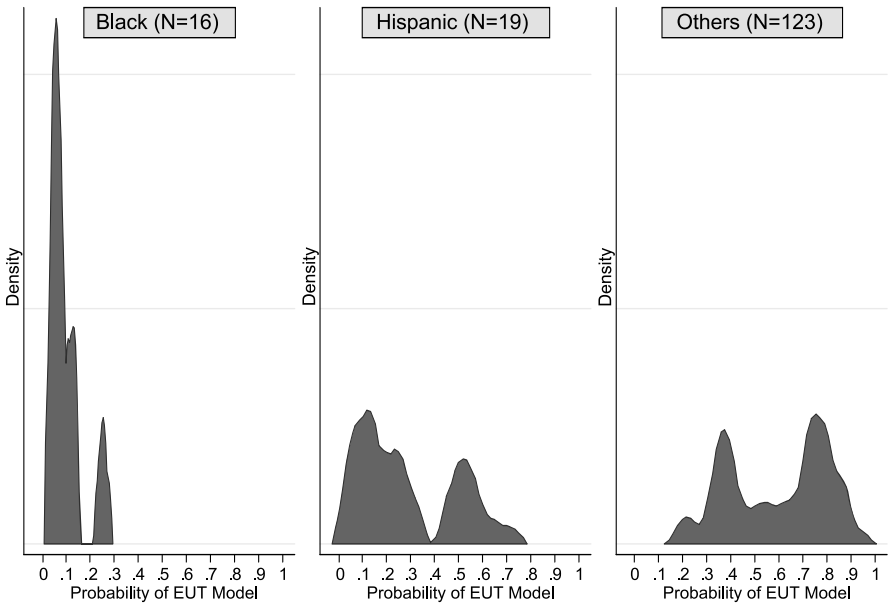 Black (N=16)
Density
0 .1 .2 .3 .4 .5 .6 .7 .8 .9 1
Probability of EUT Model
Hispanic (N=19)
Density
0 .1 .2 .3 .4 .5 .6 .7 .8 .9 1
Probability of EUT Model
Others (N=123)
Density
0 .1 .2 .3 .4 .5 .6 .7 .8 .9 1
Probability of EUT Model